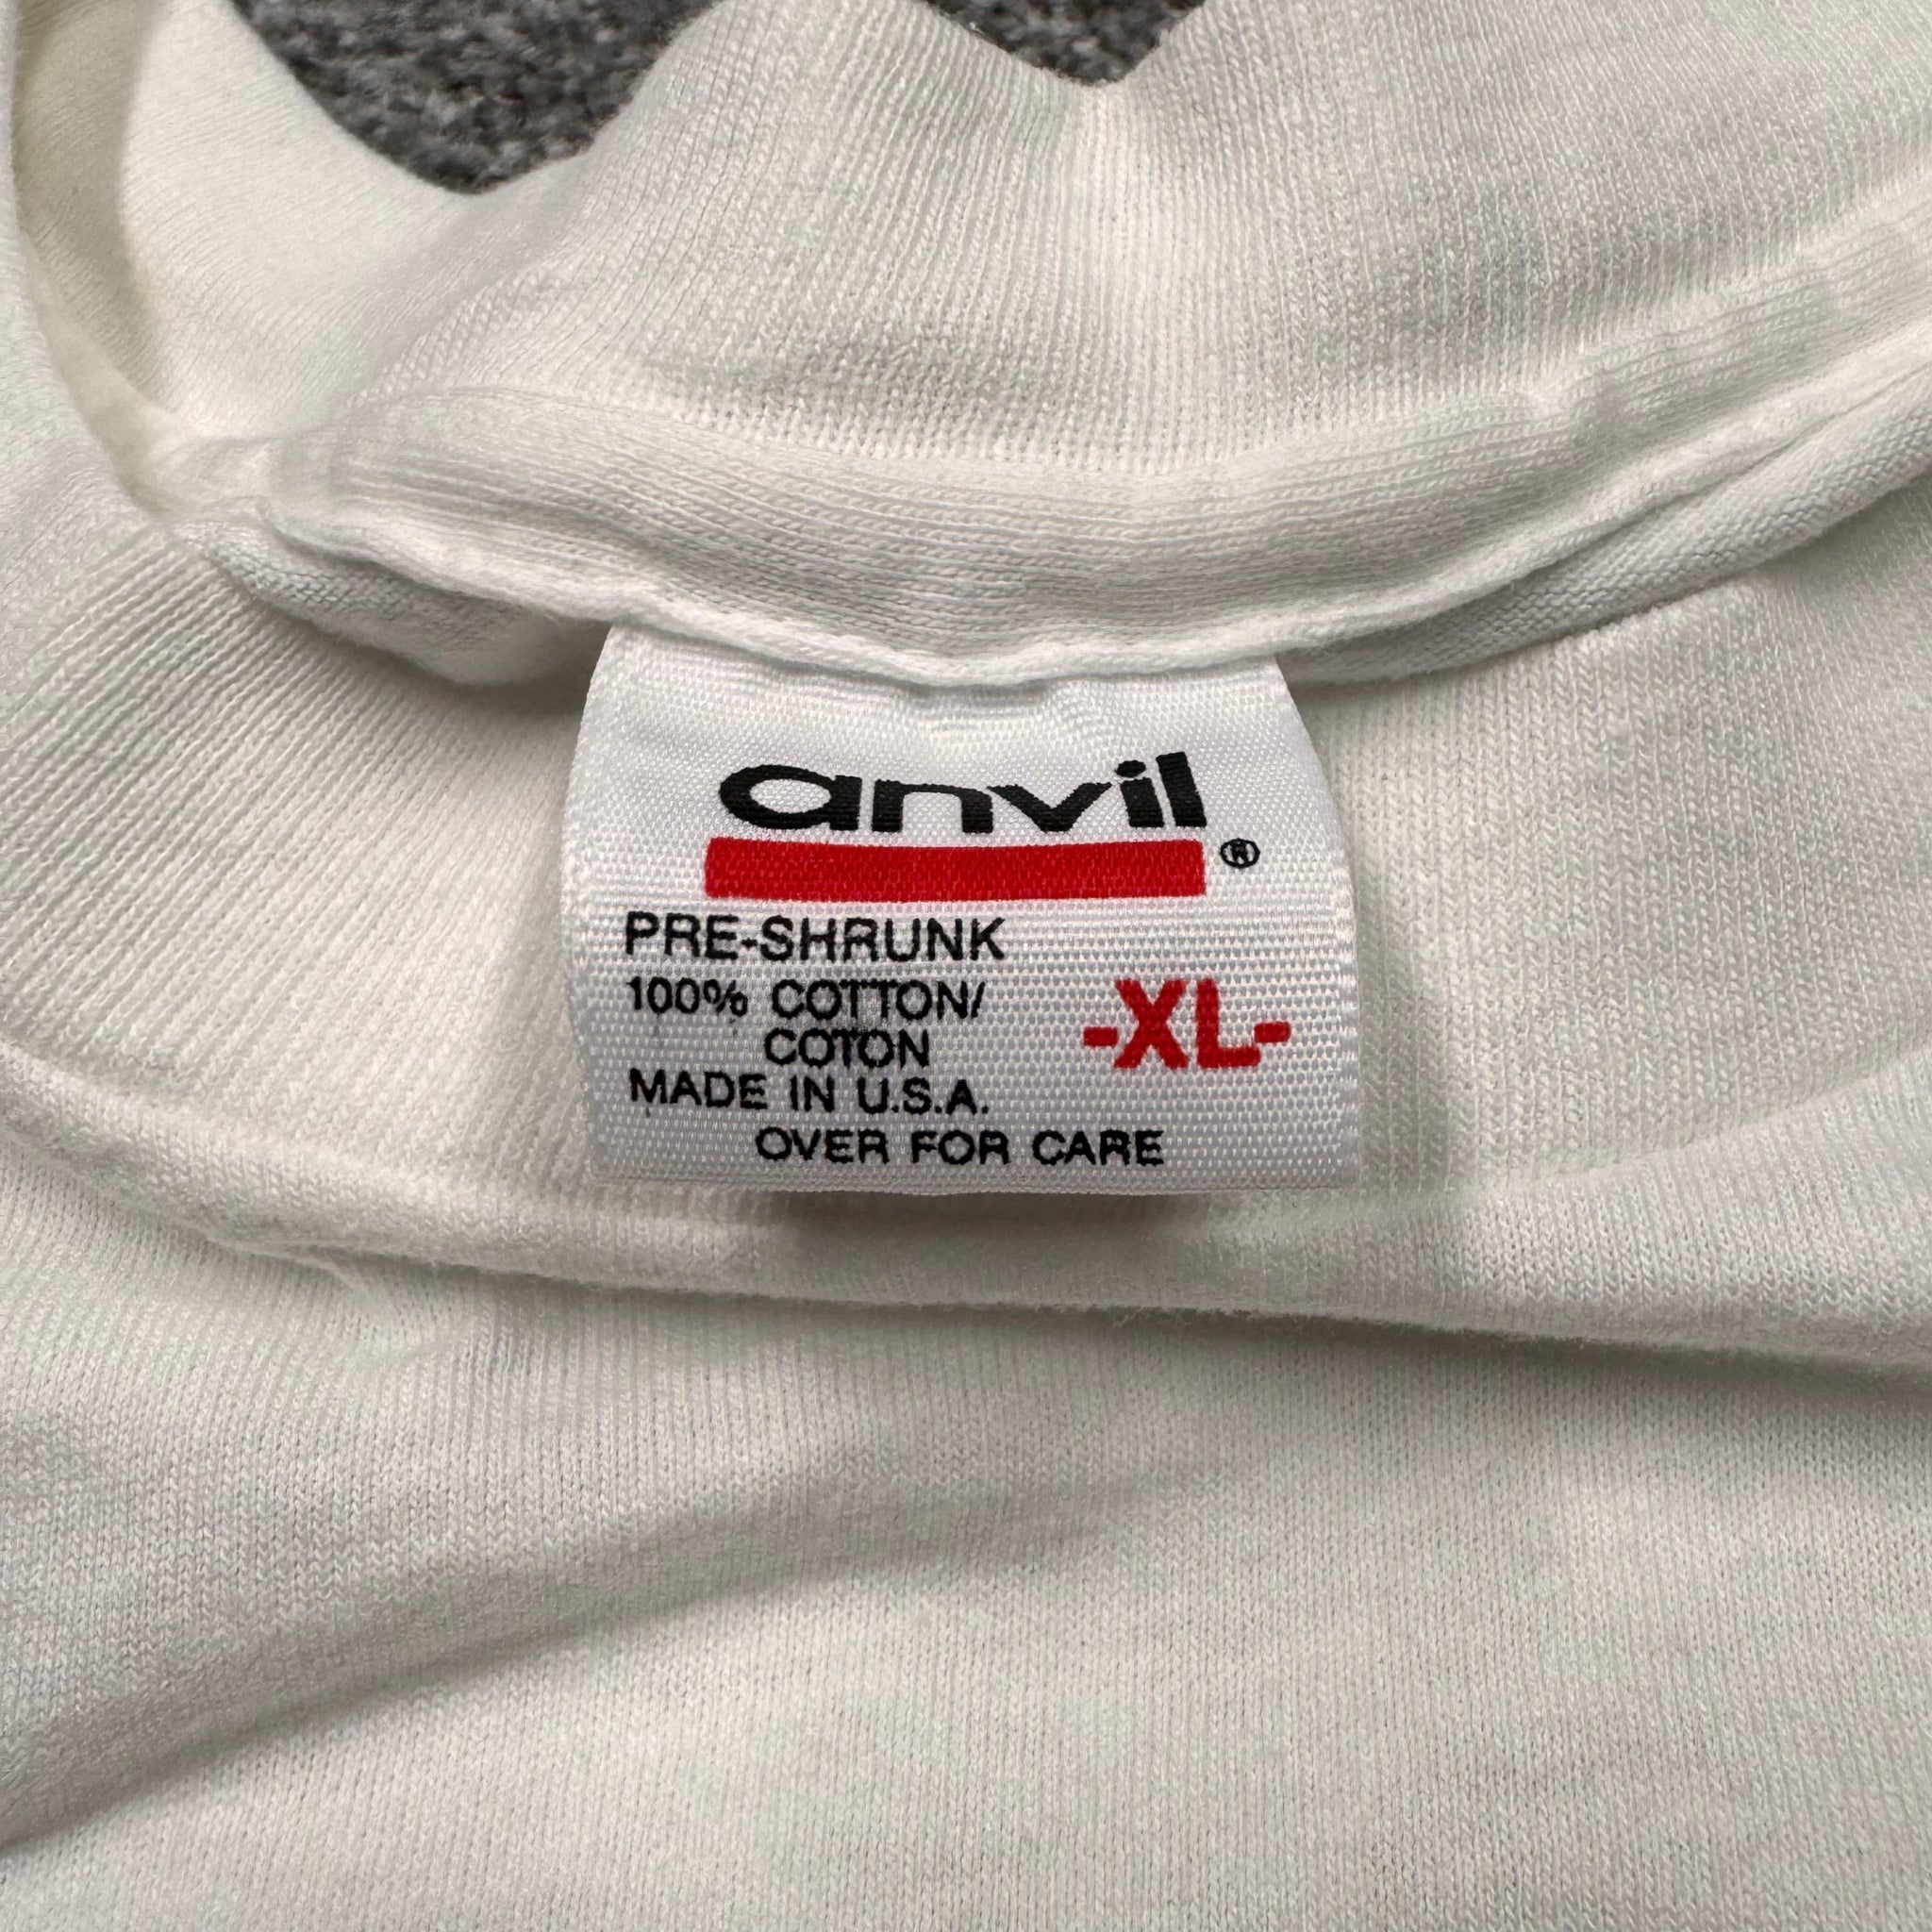 anvil®
PRE-SHRUNK
100% COTTON/
COTON
-XL-
MADE IN U.S.A.
OVER FOR CARE